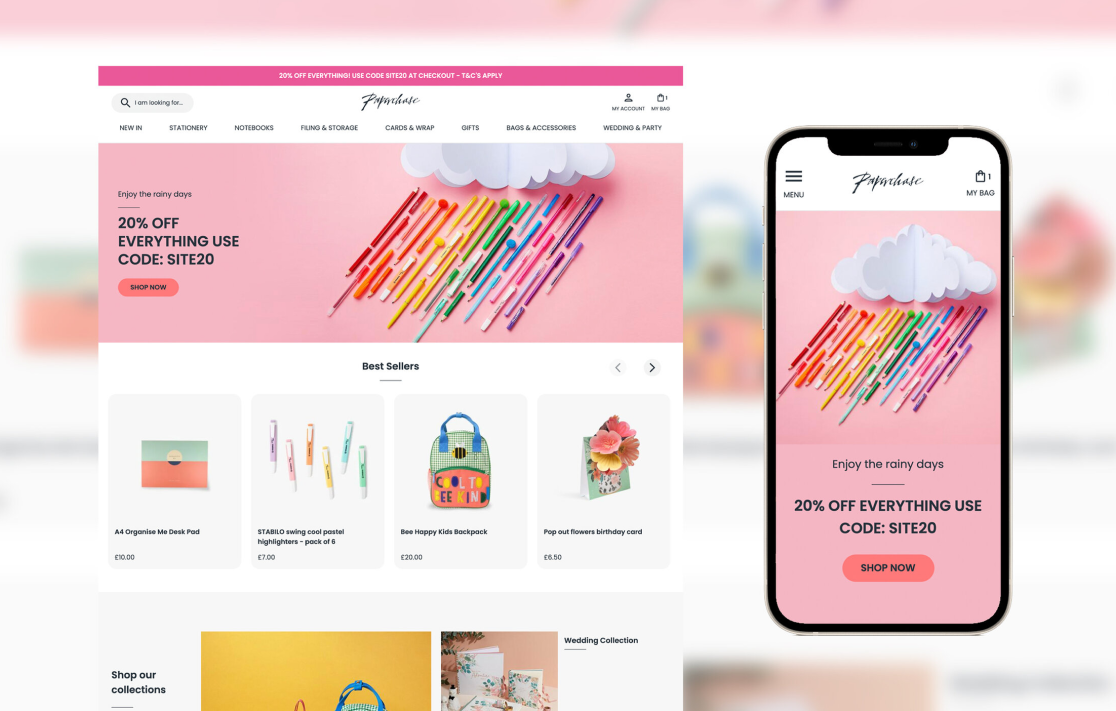 20% OFF EVERYTHING! USE CODE SITE20 AT CHECKOUT - T&C'S APPLY
I am looking for...
Paperchase
MY ACCOUNT
1
MY BAG
NEW IN
STATIONERY
NOTEBOOKS
FILING & STORAGE
CARDS & WRAP
GIFTS
BAGS & ACCESSORIES
WEDDING & PARTY
Enjoy the rainy days
20% OFF
EVERYTHING USE
CODE: SITE20
SHOP NOW
Best Sellers
COOL TO
BEE KIND
A4 Organise Me Desk Pad
£10.00
STABILO swing cool pastel
highlighters - pack of 6
£7.00
Bee Happy Kids Backpack
£20.00
Pop out flowers birthday card
£6.50
Shop our
collections
Wedding Collection
MENU
Paperchase
1
MY BAG
Enjoy the rainy days
20% OFF EVERYTHING USE
CODE: SITE20
SHOP NOW